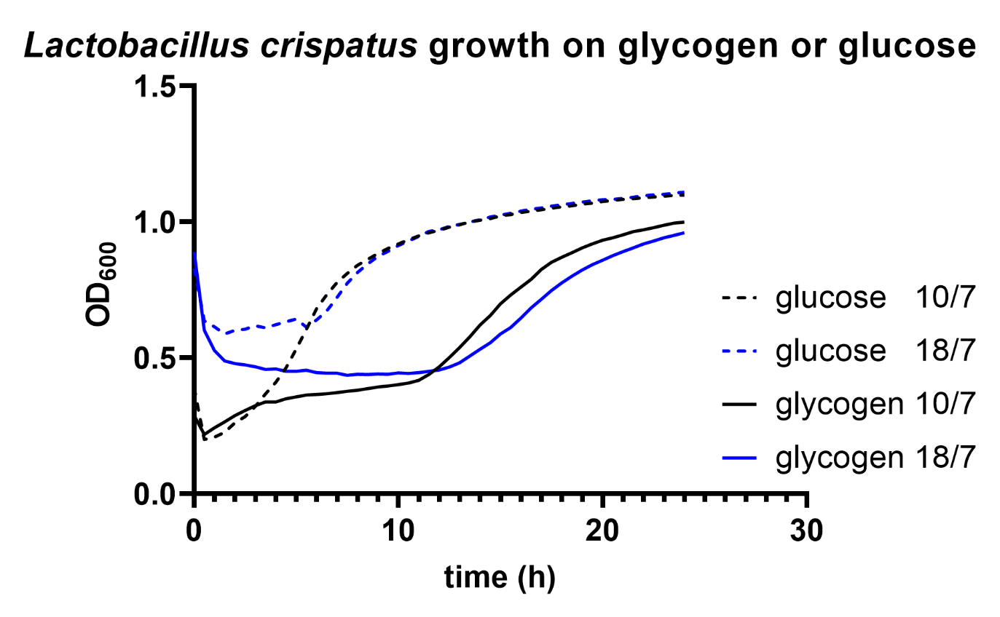 Lactobacillus crispatus growth on glycogen or glucose
1.5
1.0
0.5
0.0
OD600
0 10 20 30
time (h)
glucose 10/7
glucose 18/7
glycogen 10/7
glycogen 18/7